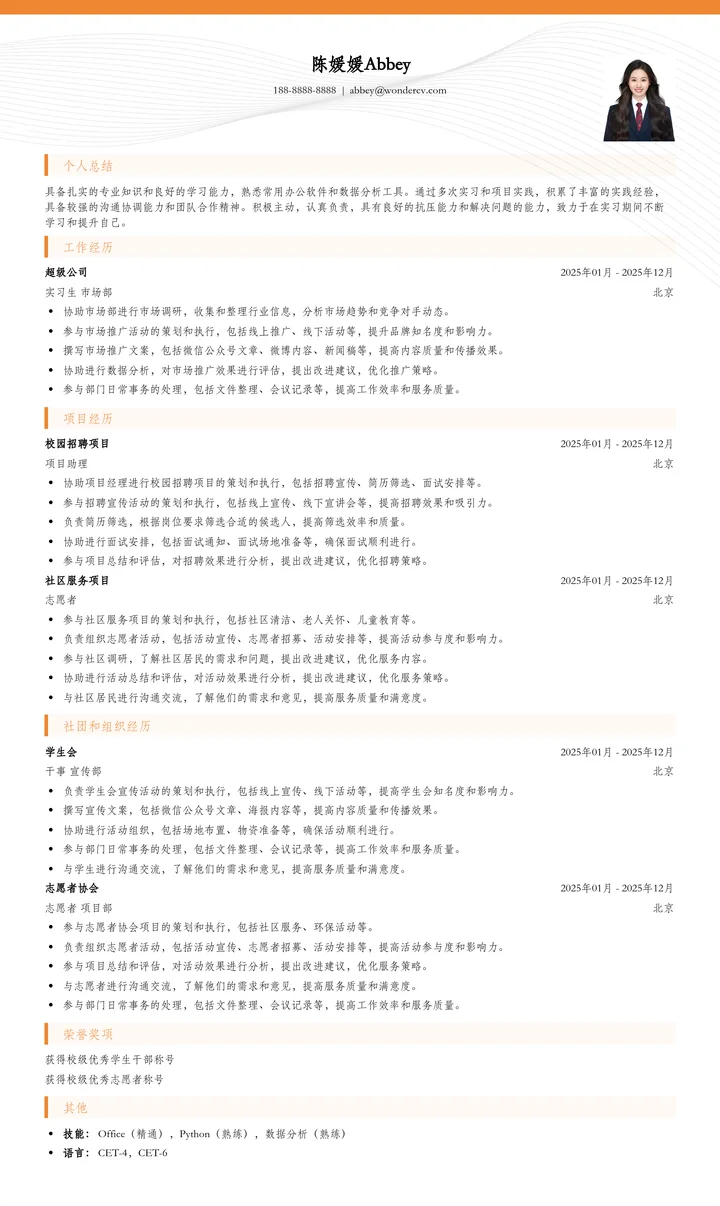 陈媛媛Abbey
188-8888-8888 | abbey@wondercv.com
个人总结
具备扎实的专业知识和良好的学习能力，熟悉常用办公软件和数据分析工具。通过多次实习和项目实践，积累了丰富的实践经验，
具备较强的沟通协调能力和团队合作精神。积极主动，认真负责，具有良好的抗压能力和解决问题的能力，致力于在实习期间不断
学习和提升自己。
工作经历
超级公司 2025年01月 - 2025年12月
实习生 市场部 北京
• 协助市场部进行市场调研，收集和整理行业信息，分析市场趋势和竞争对手动态。
• 参与市场推广活动的策划和执行，包括线上推广、线下活动等，提升品牌知名度和影响力。
• 撰写市场推广文案，包括微信公众号文章、微博内容、新闻稿等，提高内容质量和传播效果。
• 协助进行数据分析，对市场推广效果进行评估，提出改进建议，优化推广策略。
• 参与部门日常事务的处理，包括文件整理、会议记录等，提高工作效率和服务质量。
项目经历
校园招聘项目 2025年01月 - 2025年12月
项目助理 北京
• 协助项目经理进行校园招聘项目的策划和执行，包括招聘宣传、简历筛选、面试安排等。
• 参与招聘宣传活动的策划和执行，包括线上宣传、线下宣讲会等，提高招聘效果和吸引力。
• 负责简历筛选，根据岗位要求筛选合适的候选人，提高筛选效率和质量。
• 协助进行面试安排，包括面试通知、面试场地准备等，确保面试顺利进行。
• 参与项目总结和评估，对招聘效果进行分析，提出改进建议，优化招聘策略。
社区服务项目 2025年01月 - 2025年12月
志愿者 北京
• 参与社区服务项目的策划和执行，包括社区清洁、老人关怀、儿童教育等。
• 负责组织志愿者活动，包括活动宣传、志愿者招募、活动安排等，提高活动参与度和影响力。
• 参与社区调研，了解社区居民的需求和问题，提出改进建议，优化服务内容。
• 协助进行活动总结和评估，对活动效果进行分析，提出改进建议，优化服务策略。
• 与社区居民进行沟通交流，了解他们的需求和意见，提高服务质量和满意度。
社团和组织经历
学生会 2025年01月 - 2025年12月
干事 宣传部 北京
• 负责学生会宣传活动的策划和执行，包括线上宣传、线下活动等，提高学生会知名度和影响力。
• 撰写宣传文案，包括微信公众号文章、海报内容等，提高内容质量和传播效果。
• 协助进行活动组织，包括场地布置、物资准备等，确保活动顺利进行。
• 参与部门日常事务的处理，包括文件整理、会议记录等，提高工作效率和服务质量。
• 与学生进行沟通交流，了解他们的需求和意见，提高服务质量和满意度。
志愿者协会 2025年01月 - 2025年12月
志愿者 项目部 北京
• 参与志愿者协会项目的策划和执行，包括社区服务、环保活动等。
• 负责组织志愿者活动，包括活动宣传、志愿者招募、活动安排等，提高活动参与度和影响力。
• 参与项目总结和评估，对活动效果进行分析，提出改进建议，优化服务策略。
• 与志愿者进行沟通交流，了解他们的需求和意见，提高服务质量和满意度。
• 参与部门日常事务的处理，包括文件整理、会议记录等，提高工作效率和服务质量。
荣誉奖项
获得校级优秀学生干部称号
获得校级优秀志愿者称号
其他
• 技能： Office（精通），Python（熟练），数据分析（熟练）
• 语言： CET-4，CET-6